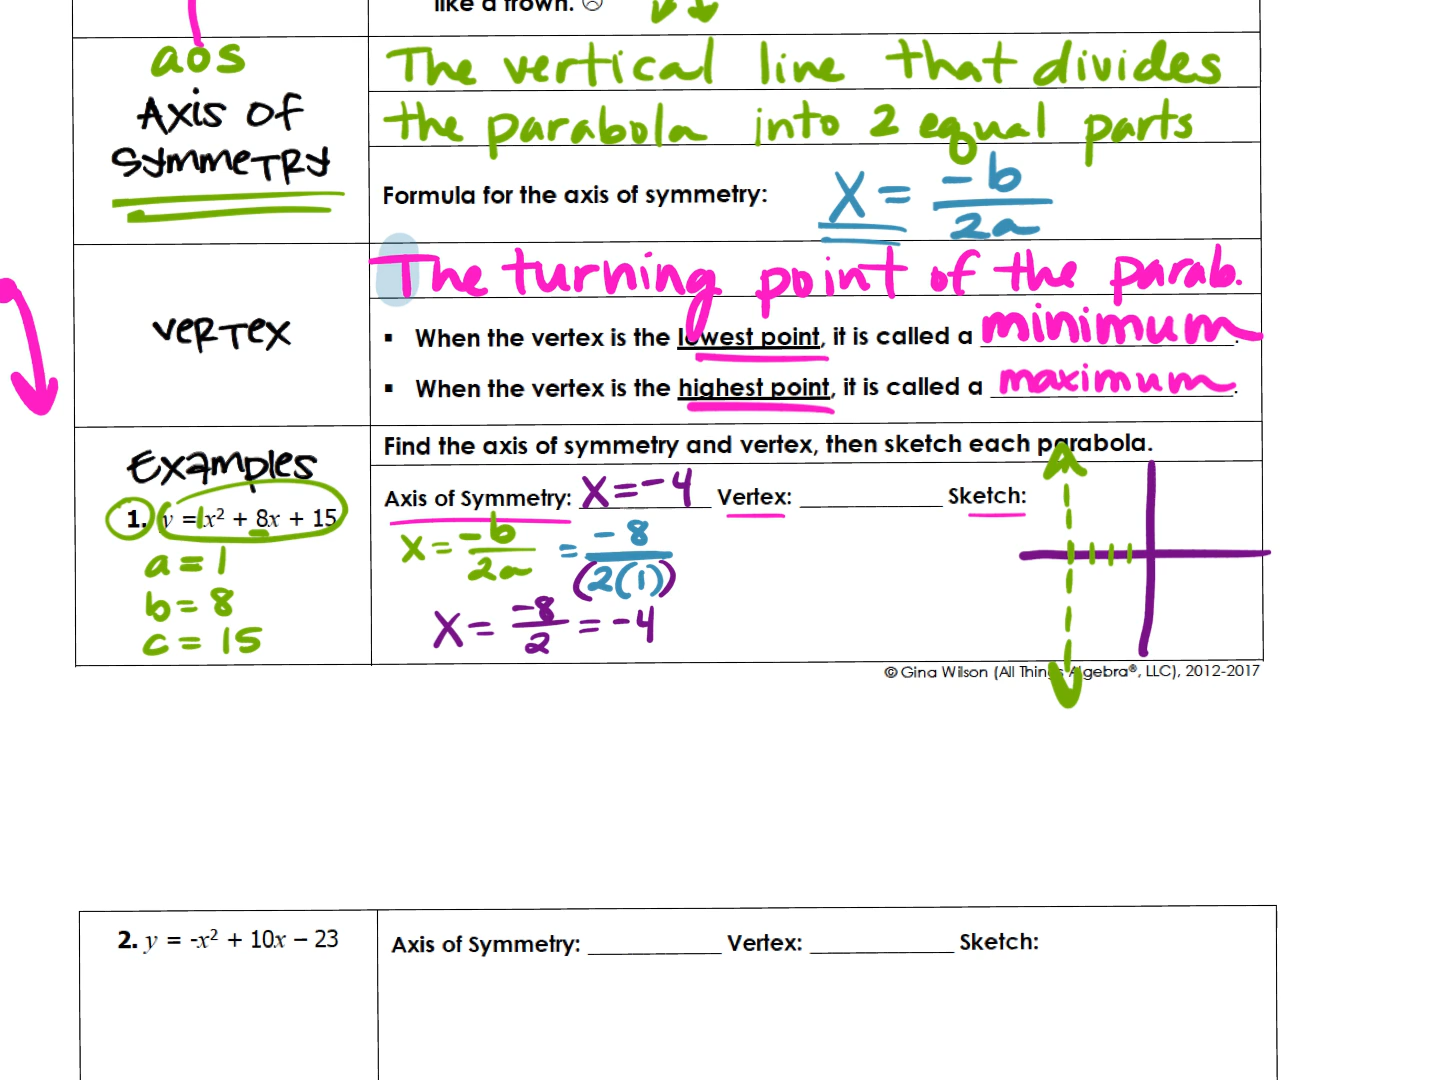 like a frown. ☹
aos
Axis of
Symmetry
The vertical line that divides
the parabola into 2 equal parts
Formula for the axis of symmetry: x = -b/2a
Vertex
The turning point of the parab.
▪ When the vertex is the lowest point, it is called a minimum.
▪ When the vertex is the highest point, it is called a maximum.
Examples
Find the axis of symmetry and vertex, then sketch each parabola.
1. y = 1x² + 8x + 15
a = 1
b = 8
c = 15
Axis of Symmetry: x = -4 Vertex: __________ Sketch:
x = -b/2a = -8/(2(1))
x = -8/2 = -4
© Gina Wilson (All Things Algebra®, LLC), 2012-2017
2. y = -x² + 10x – 23
Axis of Symmetry: __________ Vertex: __________ Sketch: